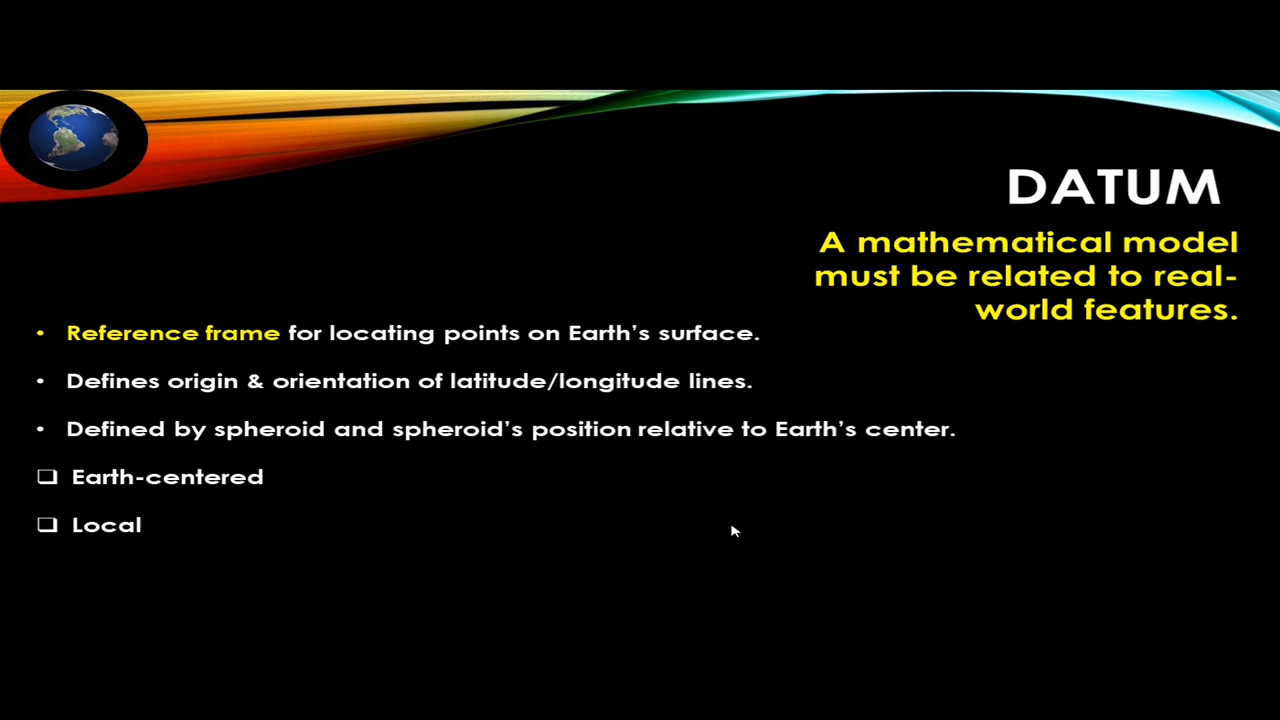 DATUM
A mathematical model
must be related to real-
world features.
• Reference frame for locating points on Earth’s surface.
• Defines origin & orientation of latitude/longitude lines.
• Defined by spheroid and spheroid’s position relative to Earth’s center.
❑ Earth-centered
❑ Local